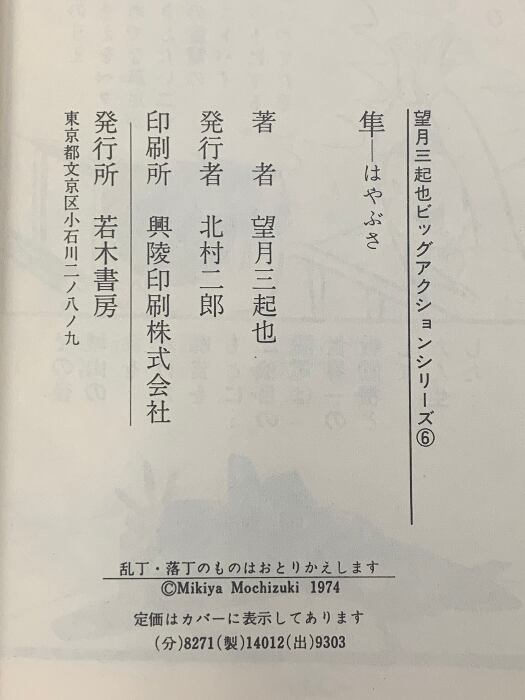 望月三起也ビッグアクションシリーズ⑥
隼―はやぶさ
著者 望月三起也
発行者 北村二郎
印刷所 興陵印刷株式会社
発行所 若木書房
東京都文京区小石川二ノ八ノ九
乱丁・落丁のものはおとりかえします
©Mikiya Mochizuki 1974
定価はカバーに表示してあります
(分)8271(製)14012(出)9303